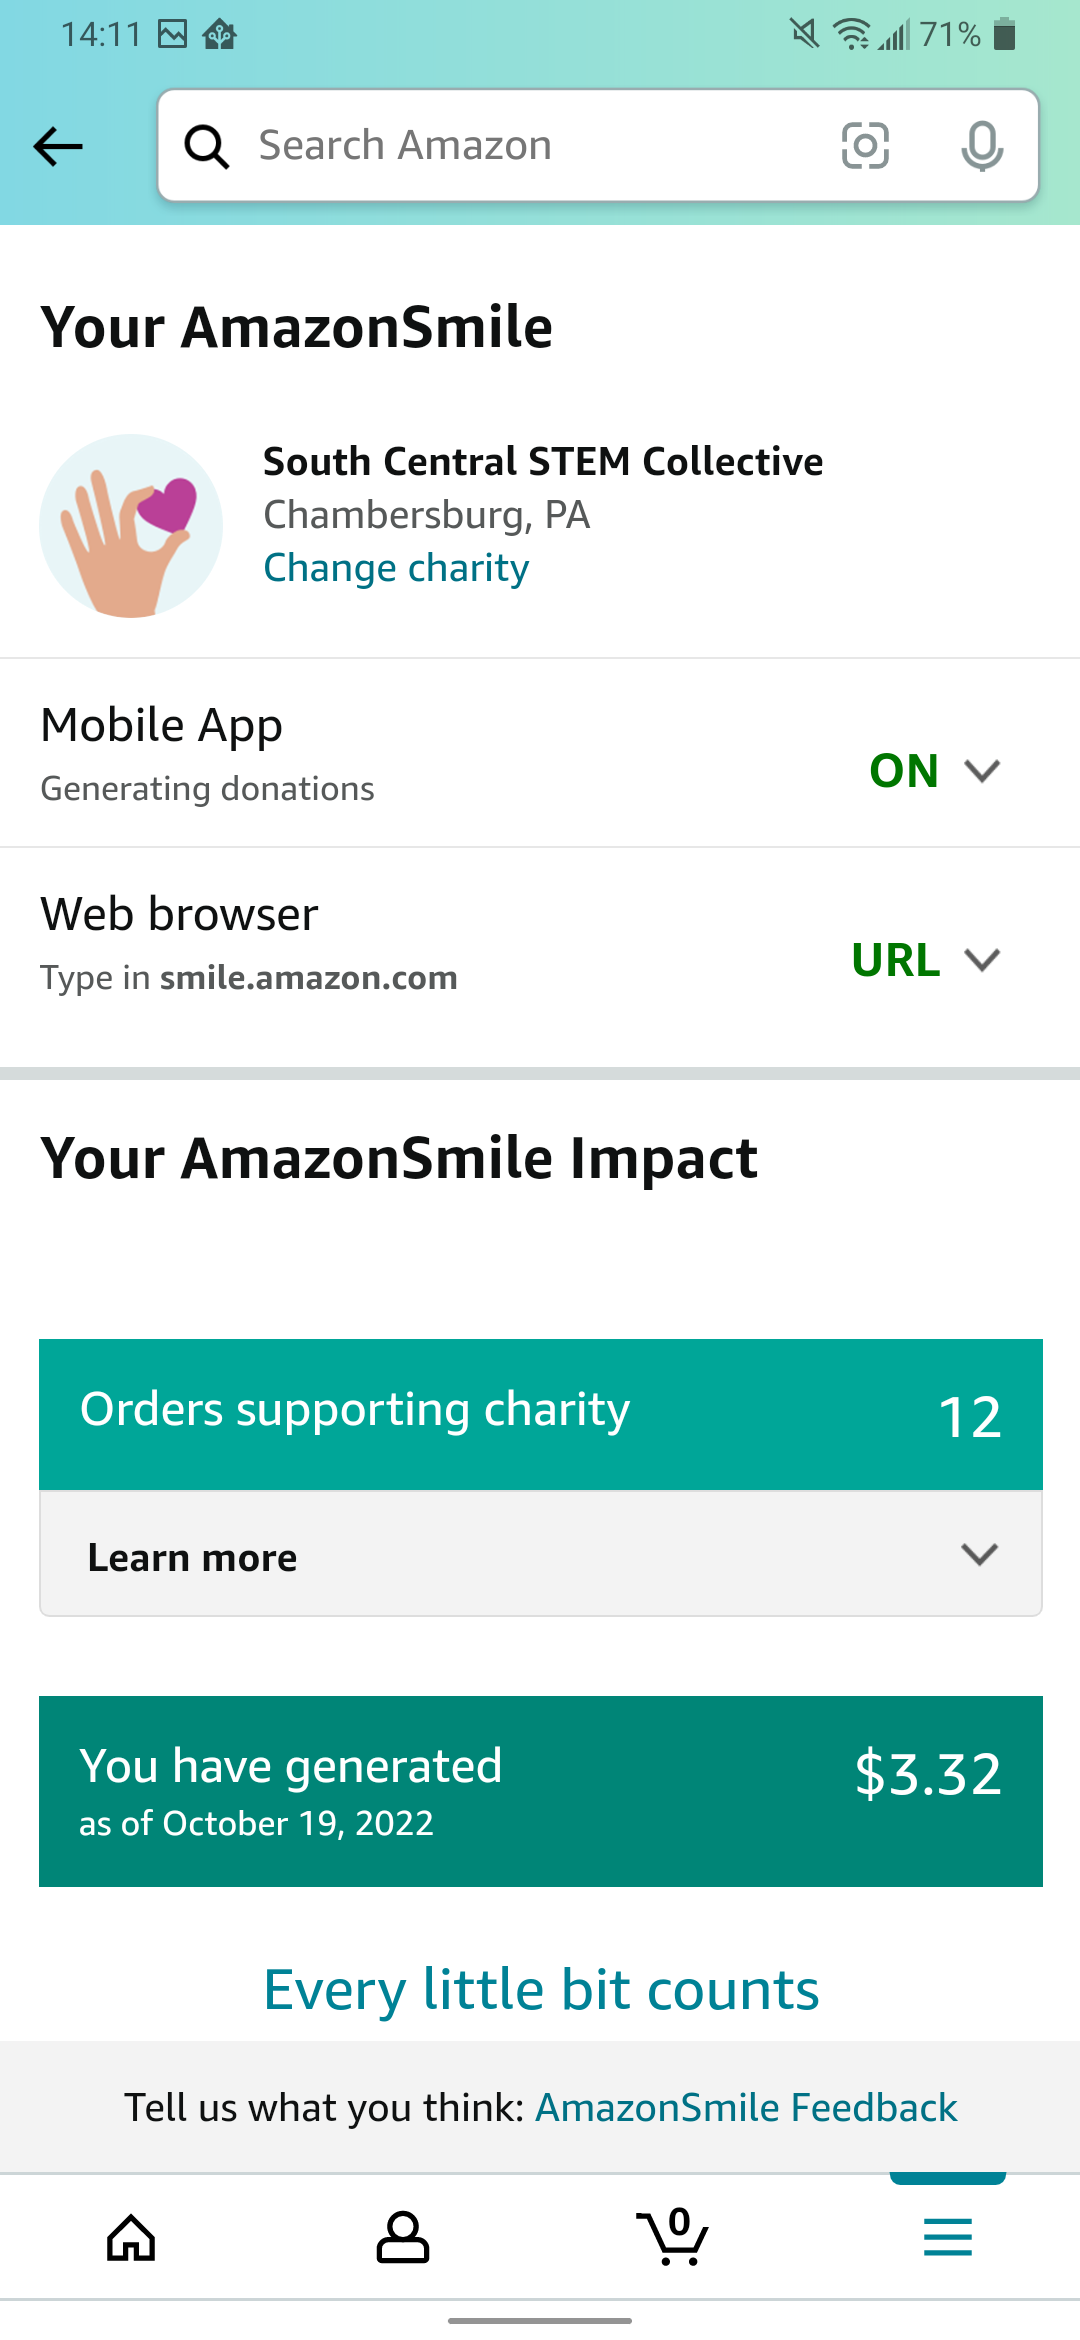 14:11
71%
Search Amazon
Your AmazonSmile
South Central STEM Collective
Chambersburg, PA
Change charity
Mobile App
Generating donations
ON
Web browser
Type in smile.amazon.com
URL
Your AmazonSmile Impact
Orders supporting charity 12
Learn more
You have generated $3.32
as of October 19, 2022
Every little bit counts
Tell us what you think: AmazonSmile Feedback
0